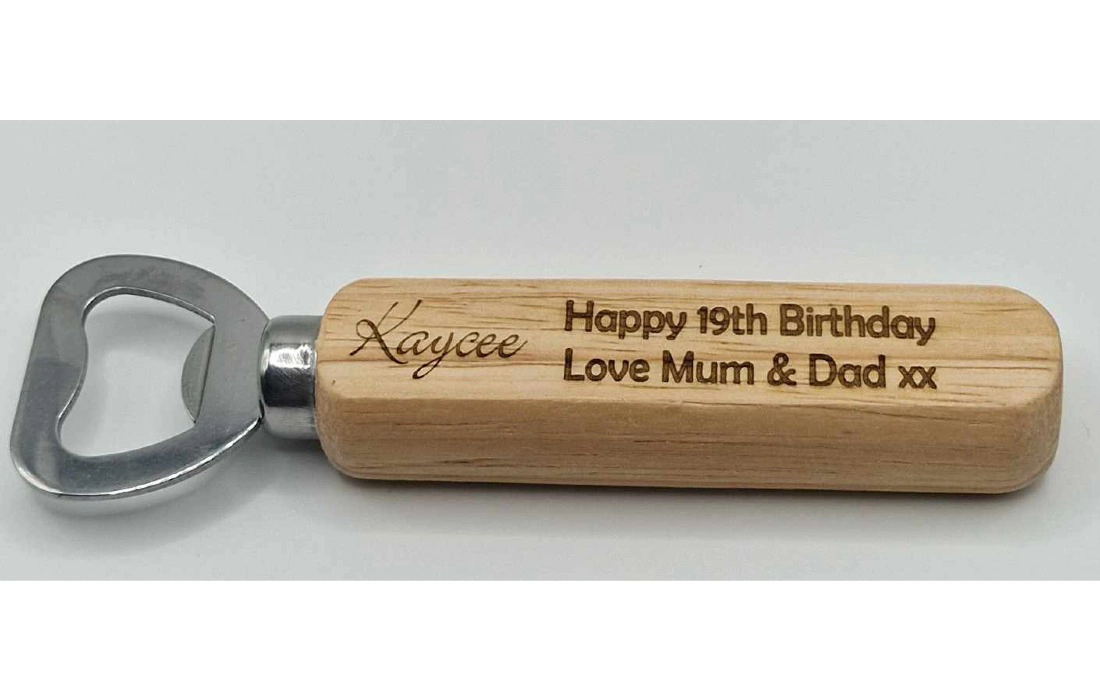 Kaycee
Happy 19th Birthday
Love Mum & Dad xx